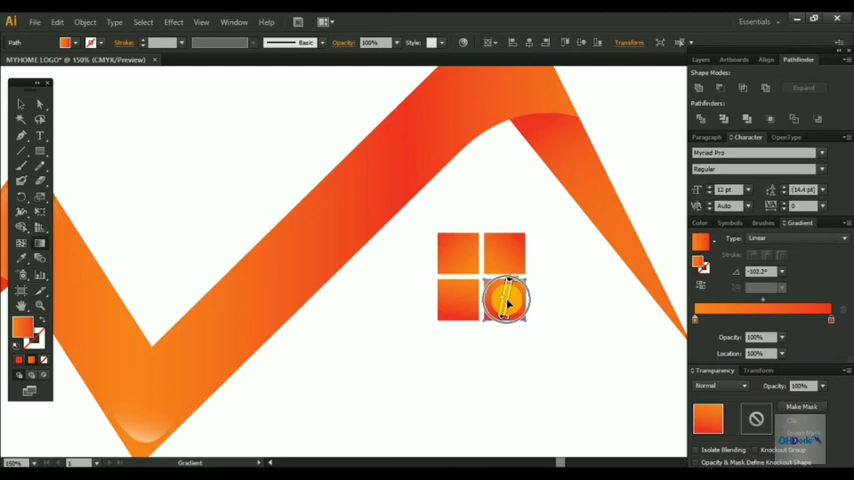 Ai File Edit Object Type Select Effect View Window Help Essentials
Path Stroke: Basic Opacity: 100% Style: Transform
MYHOME LOGO* @ 150% (CMYK/Preview)
Layers Artboards Align Pathfinder
Shape Modes:
Expand
Pathfinders:
Paragraph Character OpenType
Myriad Pro
Regular
12 pt (14.4 pt)
Auto 0
Color Symbols Brushes Gradient
Type: Linear
Stroke:
-102.2°
Opacity: 100%
Location: 100%
Transparency Transform
Normal Opacity: 100%
Make Mask
Clip
Invert Mask
Isolate Blending Knockout Group
Opacity & Mask Define Knockout Shape
150% 1 Gradient